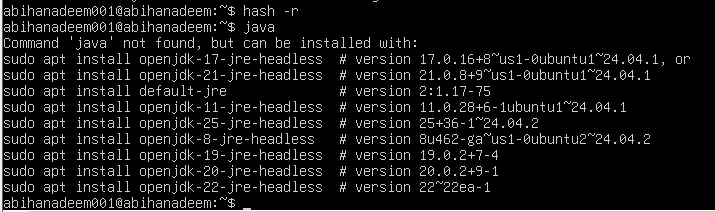 abihanadeem001@abihanadeem:~$ hash -r
abihanadeem001@abihanadeem:~$ java
Command 'java' not found, but can be installed with:
sudo apt install openjdk-17-jre-headless  # version 17.0.16+8~us1-0ubuntu1~24.04.1, or
sudo apt install openjdk-21-jre-headless  # version 21.0.8+9~us1-0ubuntu1~24.04.1
sudo apt install default-jre              # version 2:1.17-75
sudo apt install openjdk-11-jre-headless  # version 11.0.28+6-1ubuntu1~24.04.1
sudo apt install openjdk-25-jre-headless  # version 25+36-1~24.04.2
sudo apt install openjdk-8-jre-headless   # version 8u462-ga~us1-0ubuntu2~24.04.2
sudo apt install openjdk-19-jre-headless  # version 19.0.2+7-4
sudo apt install openjdk-20-jre-headless  # version 20.0.2+9-1
sudo apt install openjdk-22-jre-headless  # version 22~22ea-1
abihanadeem001@abihanadeem:~$ _